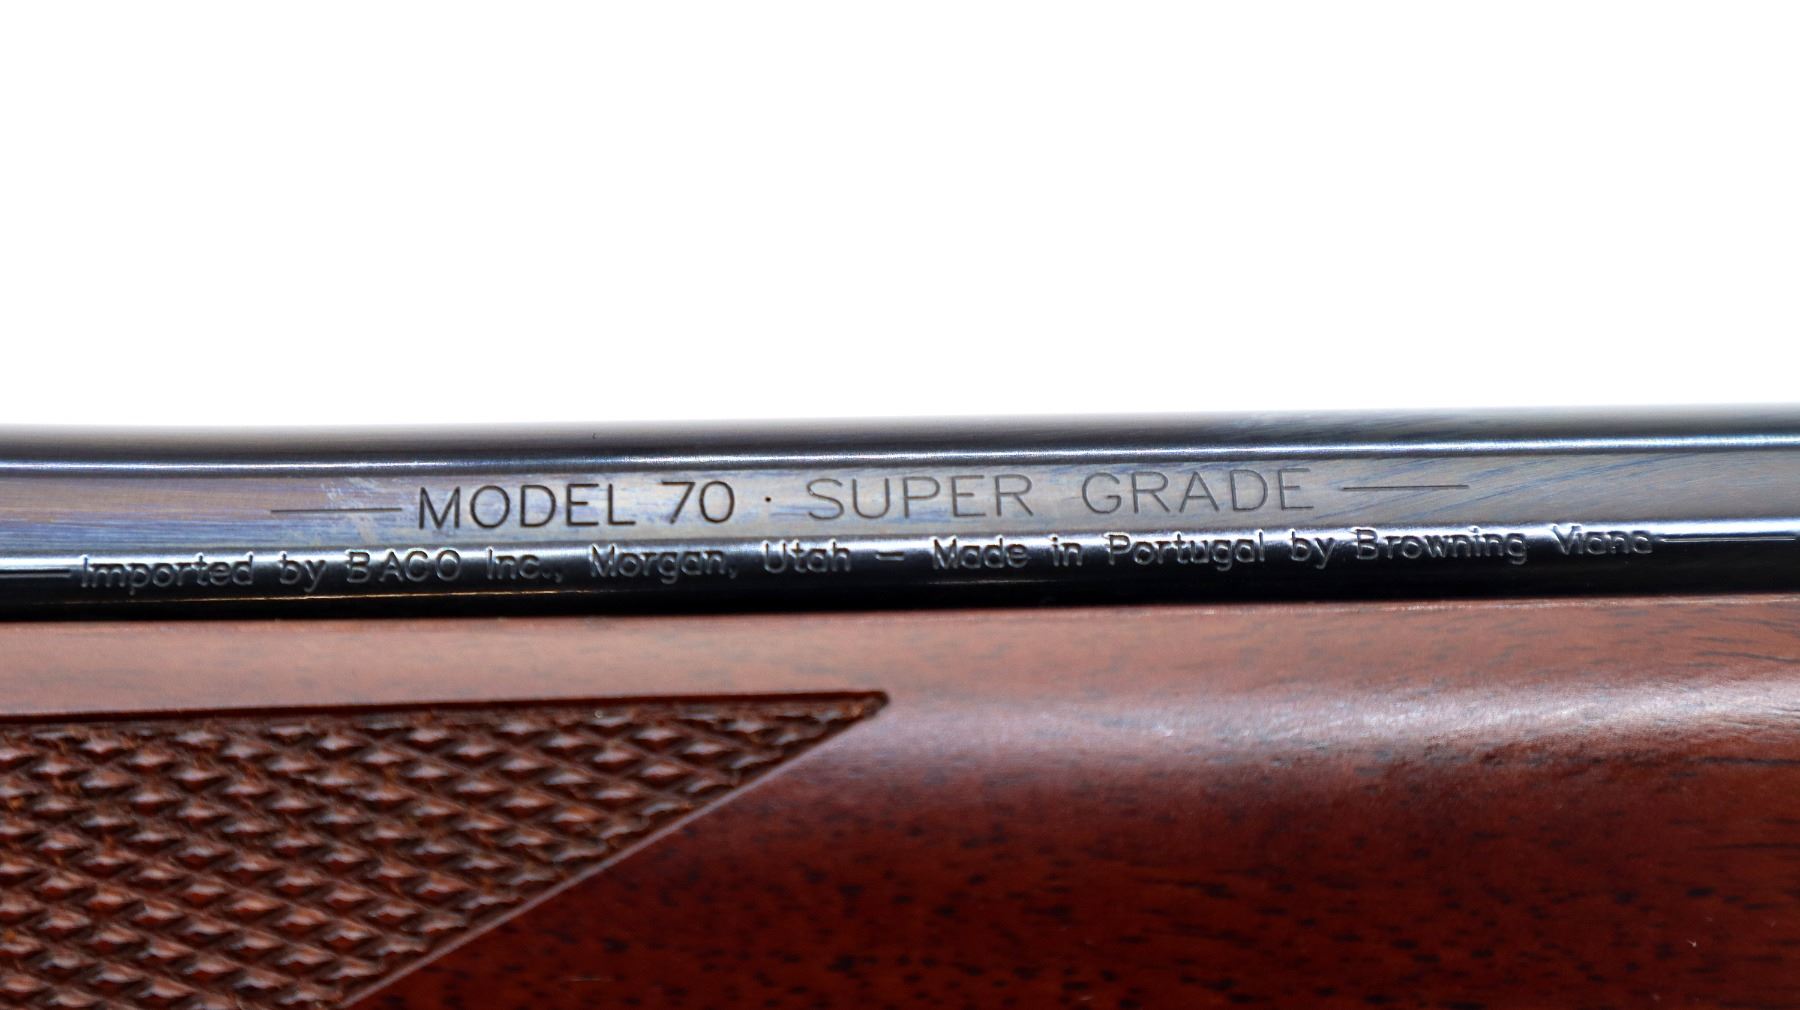 MODEL 70 · SUPER GRADE
Imported by BACO Inc., Morgan, Utah — Made in Portugal by Browning Viana